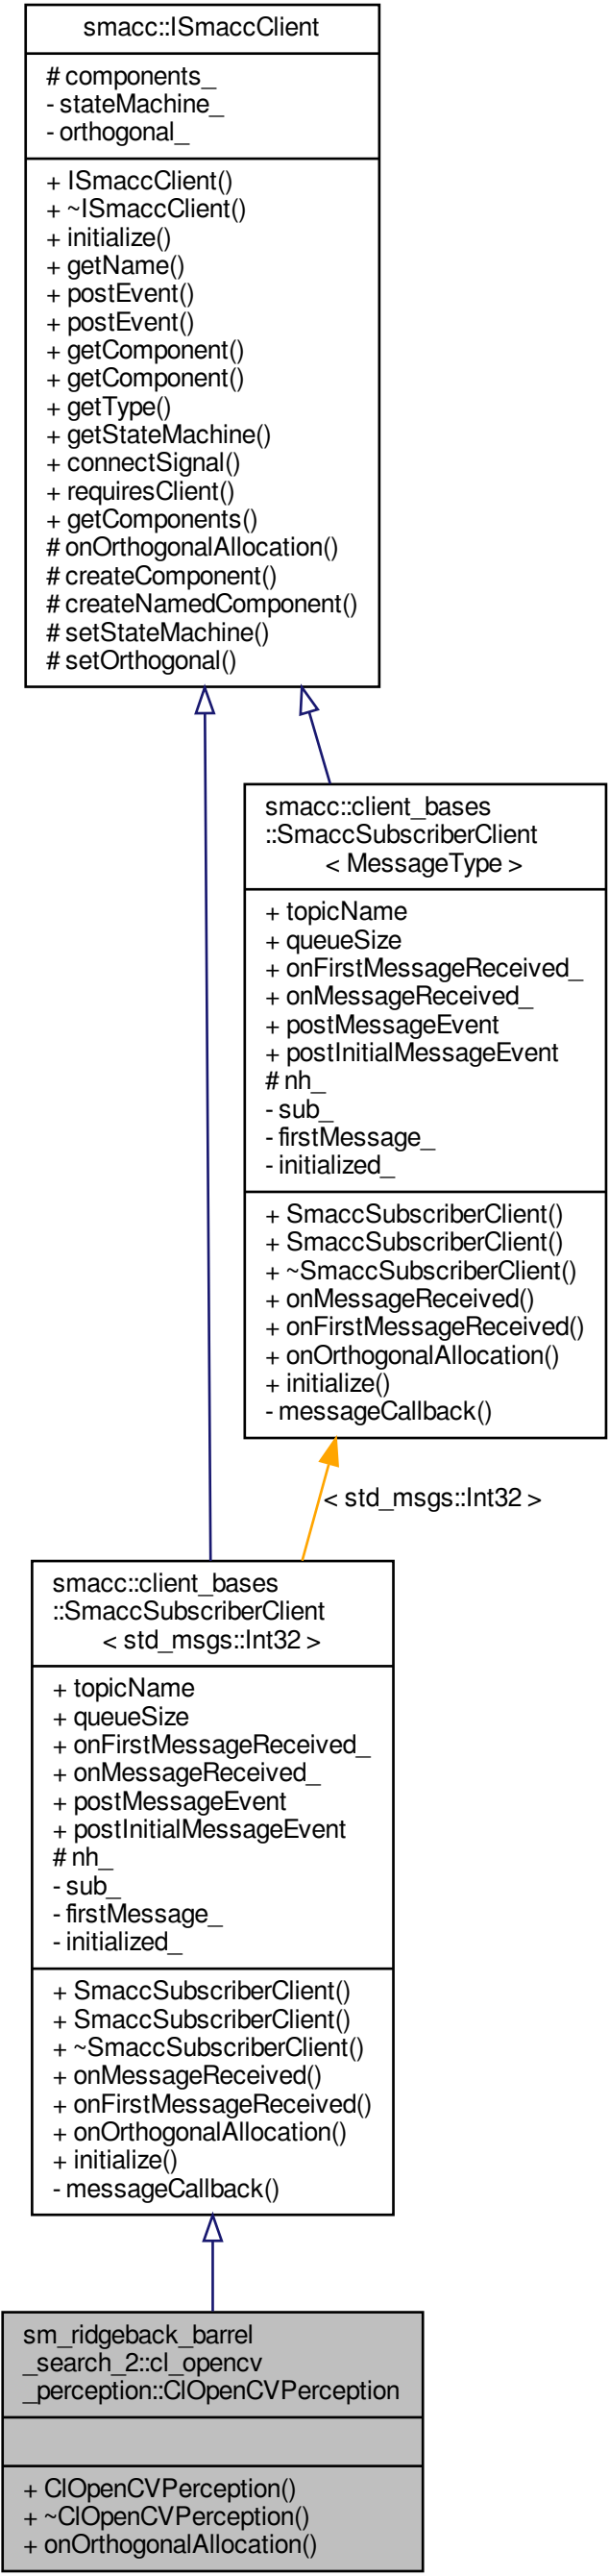 smacc::ISmaccClient
# components_
- stateMachine_
- orthogonal_
+ ISmaccClient()
+ ~ISmaccClient()
+ initialize()
+ getName()
+ postEvent()
+ postEvent()
+ getComponent()
+ getComponent()
+ getType()
+ getStateMachine()
+ connectSignal()
+ requiresClient()
+ getComponents()
# onOrthogonalAllocation()
# createComponent()
# createNamedComponent()
# setStateMachine()
# setOrthogonal()
smacc::client_bases
::SmaccSubscriberClient
< MessageType >
+ topicName
+ queueSize
+ onFirstMessageReceived_
+ onMessageReceived_
+ postMessageEvent
+ postInitialMessageEvent
# nh_
- sub_
- firstMessage_
- initialized_
+ SmaccSubscriberClient()
+ SmaccSubscriberClient()
+ ~SmaccSubscriberClient()
+ onMessageReceived()
+ onFirstMessageReceived()
+ onOrthogonalAllocation()
+ initialize()
- messageCallback()
< std_msgs::Int32 >
smacc::client_bases
::SmaccSubscriberClient
< std_msgs::Int32 >
+ topicName
+ queueSize
+ onFirstMessageReceived_
+ onMessageReceived_
+ postMessageEvent
+ postInitialMessageEvent
# nh_
- sub_
- firstMessage_
- initialized_
+ SmaccSubscriberClient()
+ SmaccSubscriberClient()
+ ~SmaccSubscriberClient()
+ onMessageReceived()
+ onFirstMessageReceived()
+ onOrthogonalAllocation()
+ initialize()
- messageCallback()
sm_ridgeback_barrel
_search_2::cl_opencv
_perception::ClOpenCVPerception
+ ClOpenCVPerception()
+ ~ClOpenCVPerception()
+ onOrthogonalAllocation()